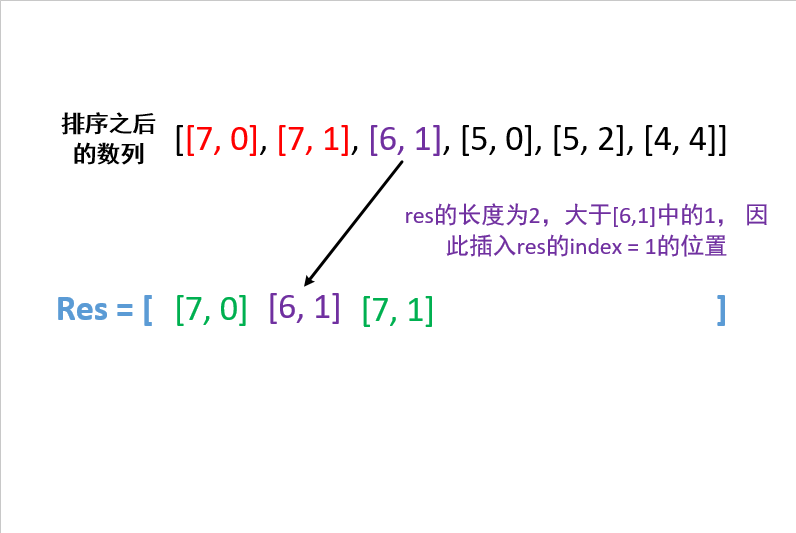 排序之后
的数列
[[7, 0], [7, 1], [6, 1], [5, 0], [5, 2], [4, 4]]
res的长度为2，大于[6,1]中的1， 因
此插入res的index = 1的位置
Res = [ [7, 0] [6, 1] [7, 1] ]